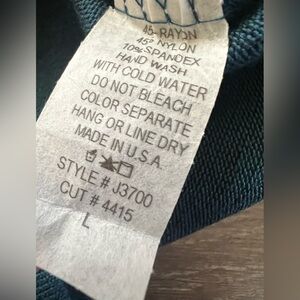 45% RAYON
45% NYLON
10% SPANDEX
HAND WASH
WITH COLD WATER
DO NOT BLEACH
COLOR SEPARATE
HANG OR LINE DRY
MADE IN U.S.A.
STYLE # J3700
CUT # 4415
L